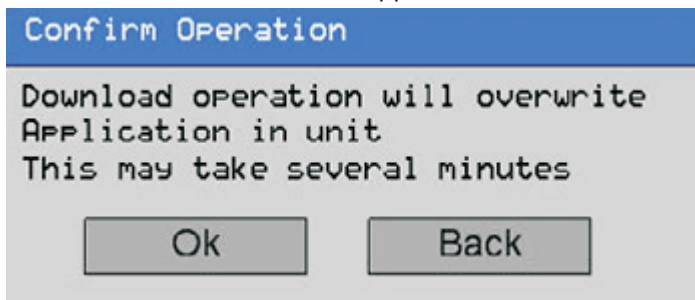 Confirm Operation
Download operation will overwrite
Application in unit
This may take several minutes
Ok
Back